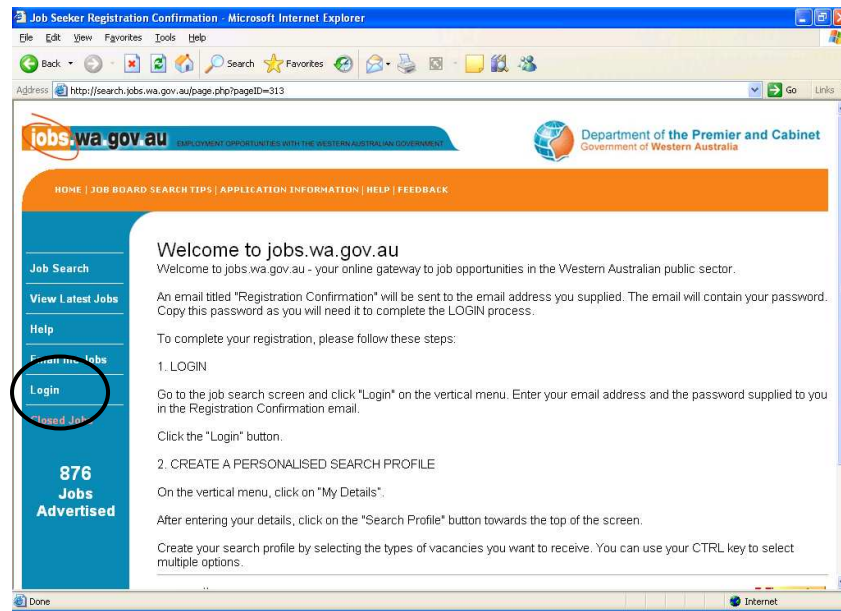 Job Seeker Registration Confirmation - Microsoft Internet Explorer
File Edit View Favorites Tools Help
Back Search Favorites
Address http://search.jobs.wa.gov.au/page.php?pageID=313 Go Links
jobs.wa.gov.au EMPLOYMENT OPPORTUNITIES WITH THE WESTERN AUSTRALIAN GOVERNMENT
Department of the Premier and Cabinet
Government of Western Australia
HOME | JOB BOARD SEARCH TIPS | APPLICATION INFORMATION | HELP | FEEDBACK
Job Search
View Latest Jobs
Help
Email me Jobs
Login
Closed Jobs
876
Jobs
Advertised
Welcome to jobs.wa.gov.au
Welcome to jobs.wa.gov.au - your online gateway to job opportunities in the Western Australian public sector.
An email titled "Registration Confirmation" will be sent to the email address you supplied. The email will contain your password.
Copy this password as you will need it to complete the LOGIN process.
To complete your registration, please follow these steps:
1. LOGIN
Go to the job search screen and click "Login" on the vertical menu. Enter your email address and the password supplied to you
in the Registration Confirmation email.
Click the "Login" button.
2. CREATE A PERSONALISED SEARCH PROFILE
On the vertical menu, click on "My Details".
After entering your details, click on the "Search Profile" button towards the top of the screen.
Create your search profile by selecting the types of vacancies you want to receive. You can use your CTRL key to select
multiple options.
Done Internet